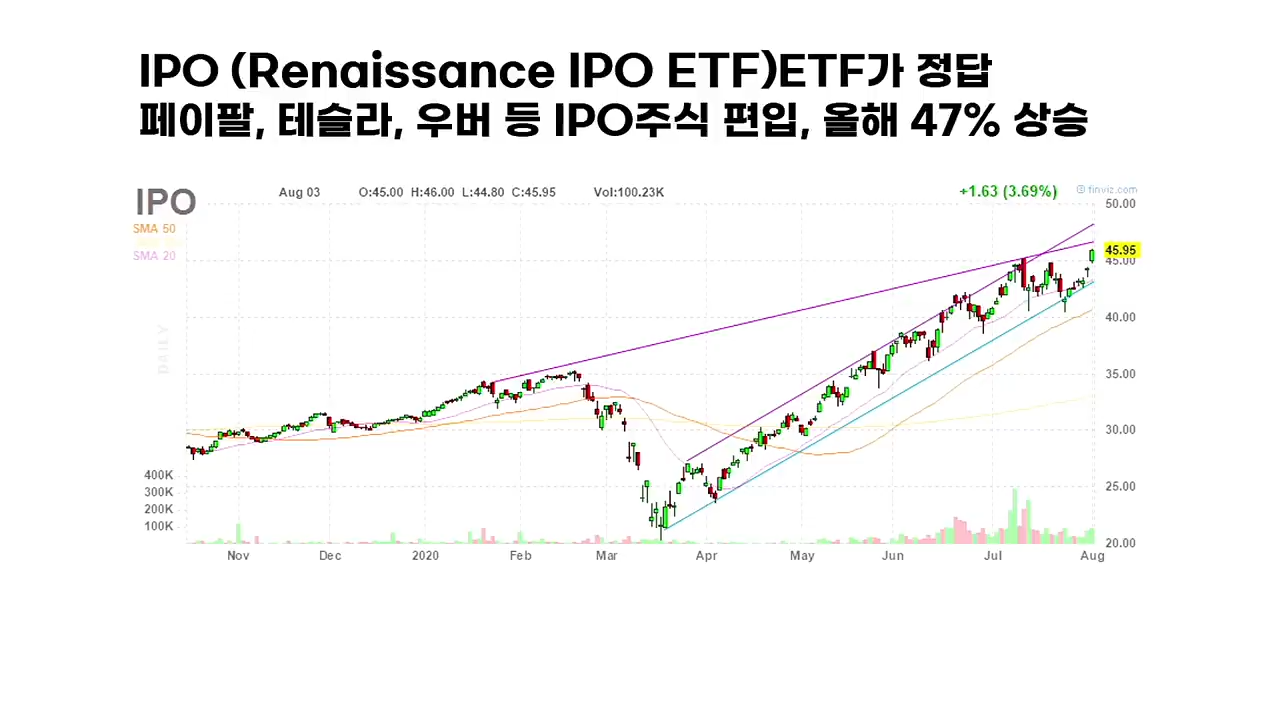 IPO (Renaissance IPO ETF)ETF가 정답
페이팔, 테슬라, 우버 등 IPO주식 편입, 올해 47% 상승
IPO
Aug 03 O:45.00 H:46.00 L:44.80 C:45.95 Vol:100.23K +1.63 (3.69%) © finviz.com
SMA 50
SMA 20
DAILY
50.00
45.95
45.00
40.00
35.00
30.00
25.00
20.00
400K
300K
200K
100K
Nov Dec 2020 Feb Mar Apr May Jun Jul Aug